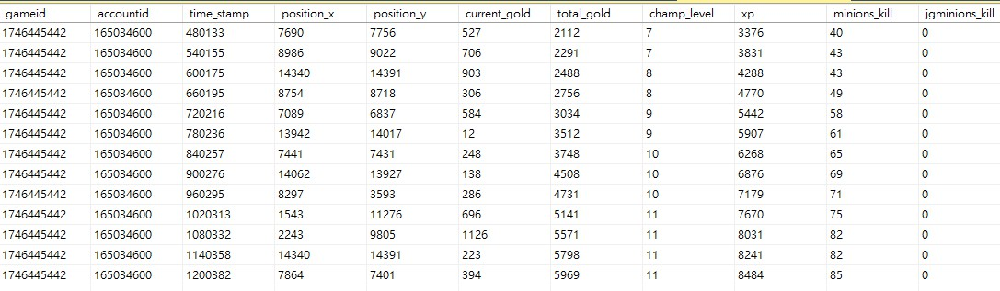 gameid accountid time_stamp position_x position_y current_gold total_gold champ_level xp minions_kill jgminions_kill
1746445442 165034600 480133 7690 7756 527 2112 7 3376 40 0
1746445442 165034600 540155 8986 9022 706 2291 7 3831 43 0
1746445442 165034600 600175 14340 14391 903 2488 8 4288 43 0
1746445442 165034600 660195 8754 8718 306 2756 8 4770 49 0
1746445442 165034600 720216 7089 6837 584 3034 9 5442 58 0
1746445442 165034600 780236 13942 14017 12 3512 9 5907 61 0
1746445442 165034600 840257 7441 7431 248 3748 10 6268 65 0
1746445442 165034600 900276 14062 13927 138 4508 10 6876 69 0
1746445442 165034600 960295 8297 3593 286 4731 10 7179 71 0
1746445442 165034600 1020313 1543 11276 696 5141 11 7670 75 0
1746445442 165034600 1080332 2243 9805 1126 5571 11 8031 82 0
1746445442 165034600 1140358 14340 14391 223 5798 11 8241 82 0
1746445442 165034600 1200382 7864 7401 394 5969 11 8484 85 0